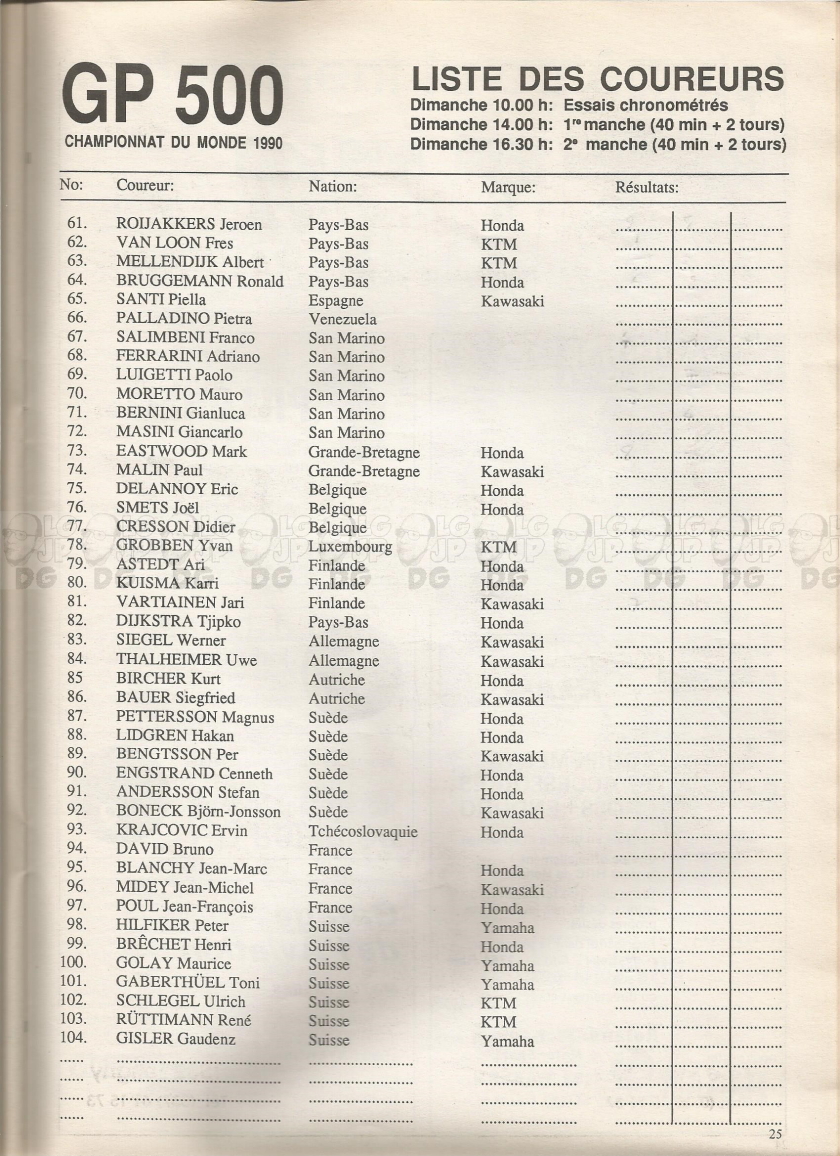 GP 500
CHAMPIONNAT DU MONDE 1990
LISTE DES COUREURS
Dimanche 10.00 h: Essais chronométrés
Dimanche 14.00 h: 1re manche (40 min + 2 tours)
Dimanche 16.30 h: 2e manche (40 min + 2 tours)
No: Coureur: Nation: Marque: Résultats:
61. ROIJAKKERS Jeroen Pays-Bas Honda
62. VAN LOON Fres Pays-Bas KTM
63. MELLENDIJK Albert Pays-Bas KTM
64. BRUGGEMANN Ronald Pays-Bas Honda
65. SANTI Piella Espagne Kawasaki
66. PALLADINO Pietra Venezuela
67. SALIMBENI Franco San Marino
68. FERRARINI Adriano San Marino
69. LUIGETTI Paolo San Marino
70. MORETTO Mauro San Marino
71. BERNINI Gianluca San Marino
72. MASINI Giancarlo San Marino
73. EASTWOOD Mark Grande-Bretagne Honda
74. MALIN Paul Grande-Bretagne Kawasaki
75. DELANNOY Eric Belgique Honda
76. SMETS Joël Belgique Honda
77. CRESSON Didier Belgique
78. GROBBEN Yvan Luxembourg KTM
79. ASTEDT Ari Finlande Honda
80. KUISMA Karri Finlande Honda
81. VARTIAINEN Jari Finlande Kawasaki
82. DIJKSTRA Tjipko Pays-Bas Honda
83. SIEGEL Werner Allemagne Kawasaki
84. THALHEIMER Uwe Allemagne Kawasaki
85 BIRCHER Kurt Autriche Honda
86. BAUER Siegfried Autriche Kawasaki
87. PETTERSSON Magnus Suède Honda
88. LIDGREN Hakan Suède Honda
89. BENGTSSON Per Suède Kawasaki
90. ENGSTRAND Cenneth Suède Honda
91. ANDERSSON Stefan Suède Honda
92. BONECK Björn-Jonsson Suède Kawasaki
93. KRAJCOVIC Ervin Tchécoslovaquie Honda
94. DAVID Bruno France
95. BLANCHY Jean-Marc France Honda
96. MIDEY Jean-Michel France Kawasaki
97. POUL Jean-François France Honda
98. HILFIKER Peter Suisse Yamaha
99. BRÊCHET Henri Suisse Honda
100. GOLAY Maurice Suisse Yamaha
101. GABERTHÜEL Toni Suisse Yamaha
102. SCHLEGEL Ulrich Suisse KTM
103. RÜTTIMANN René Suisse KTM
104. GISLER Gaudenz Suisse Yamaha
25